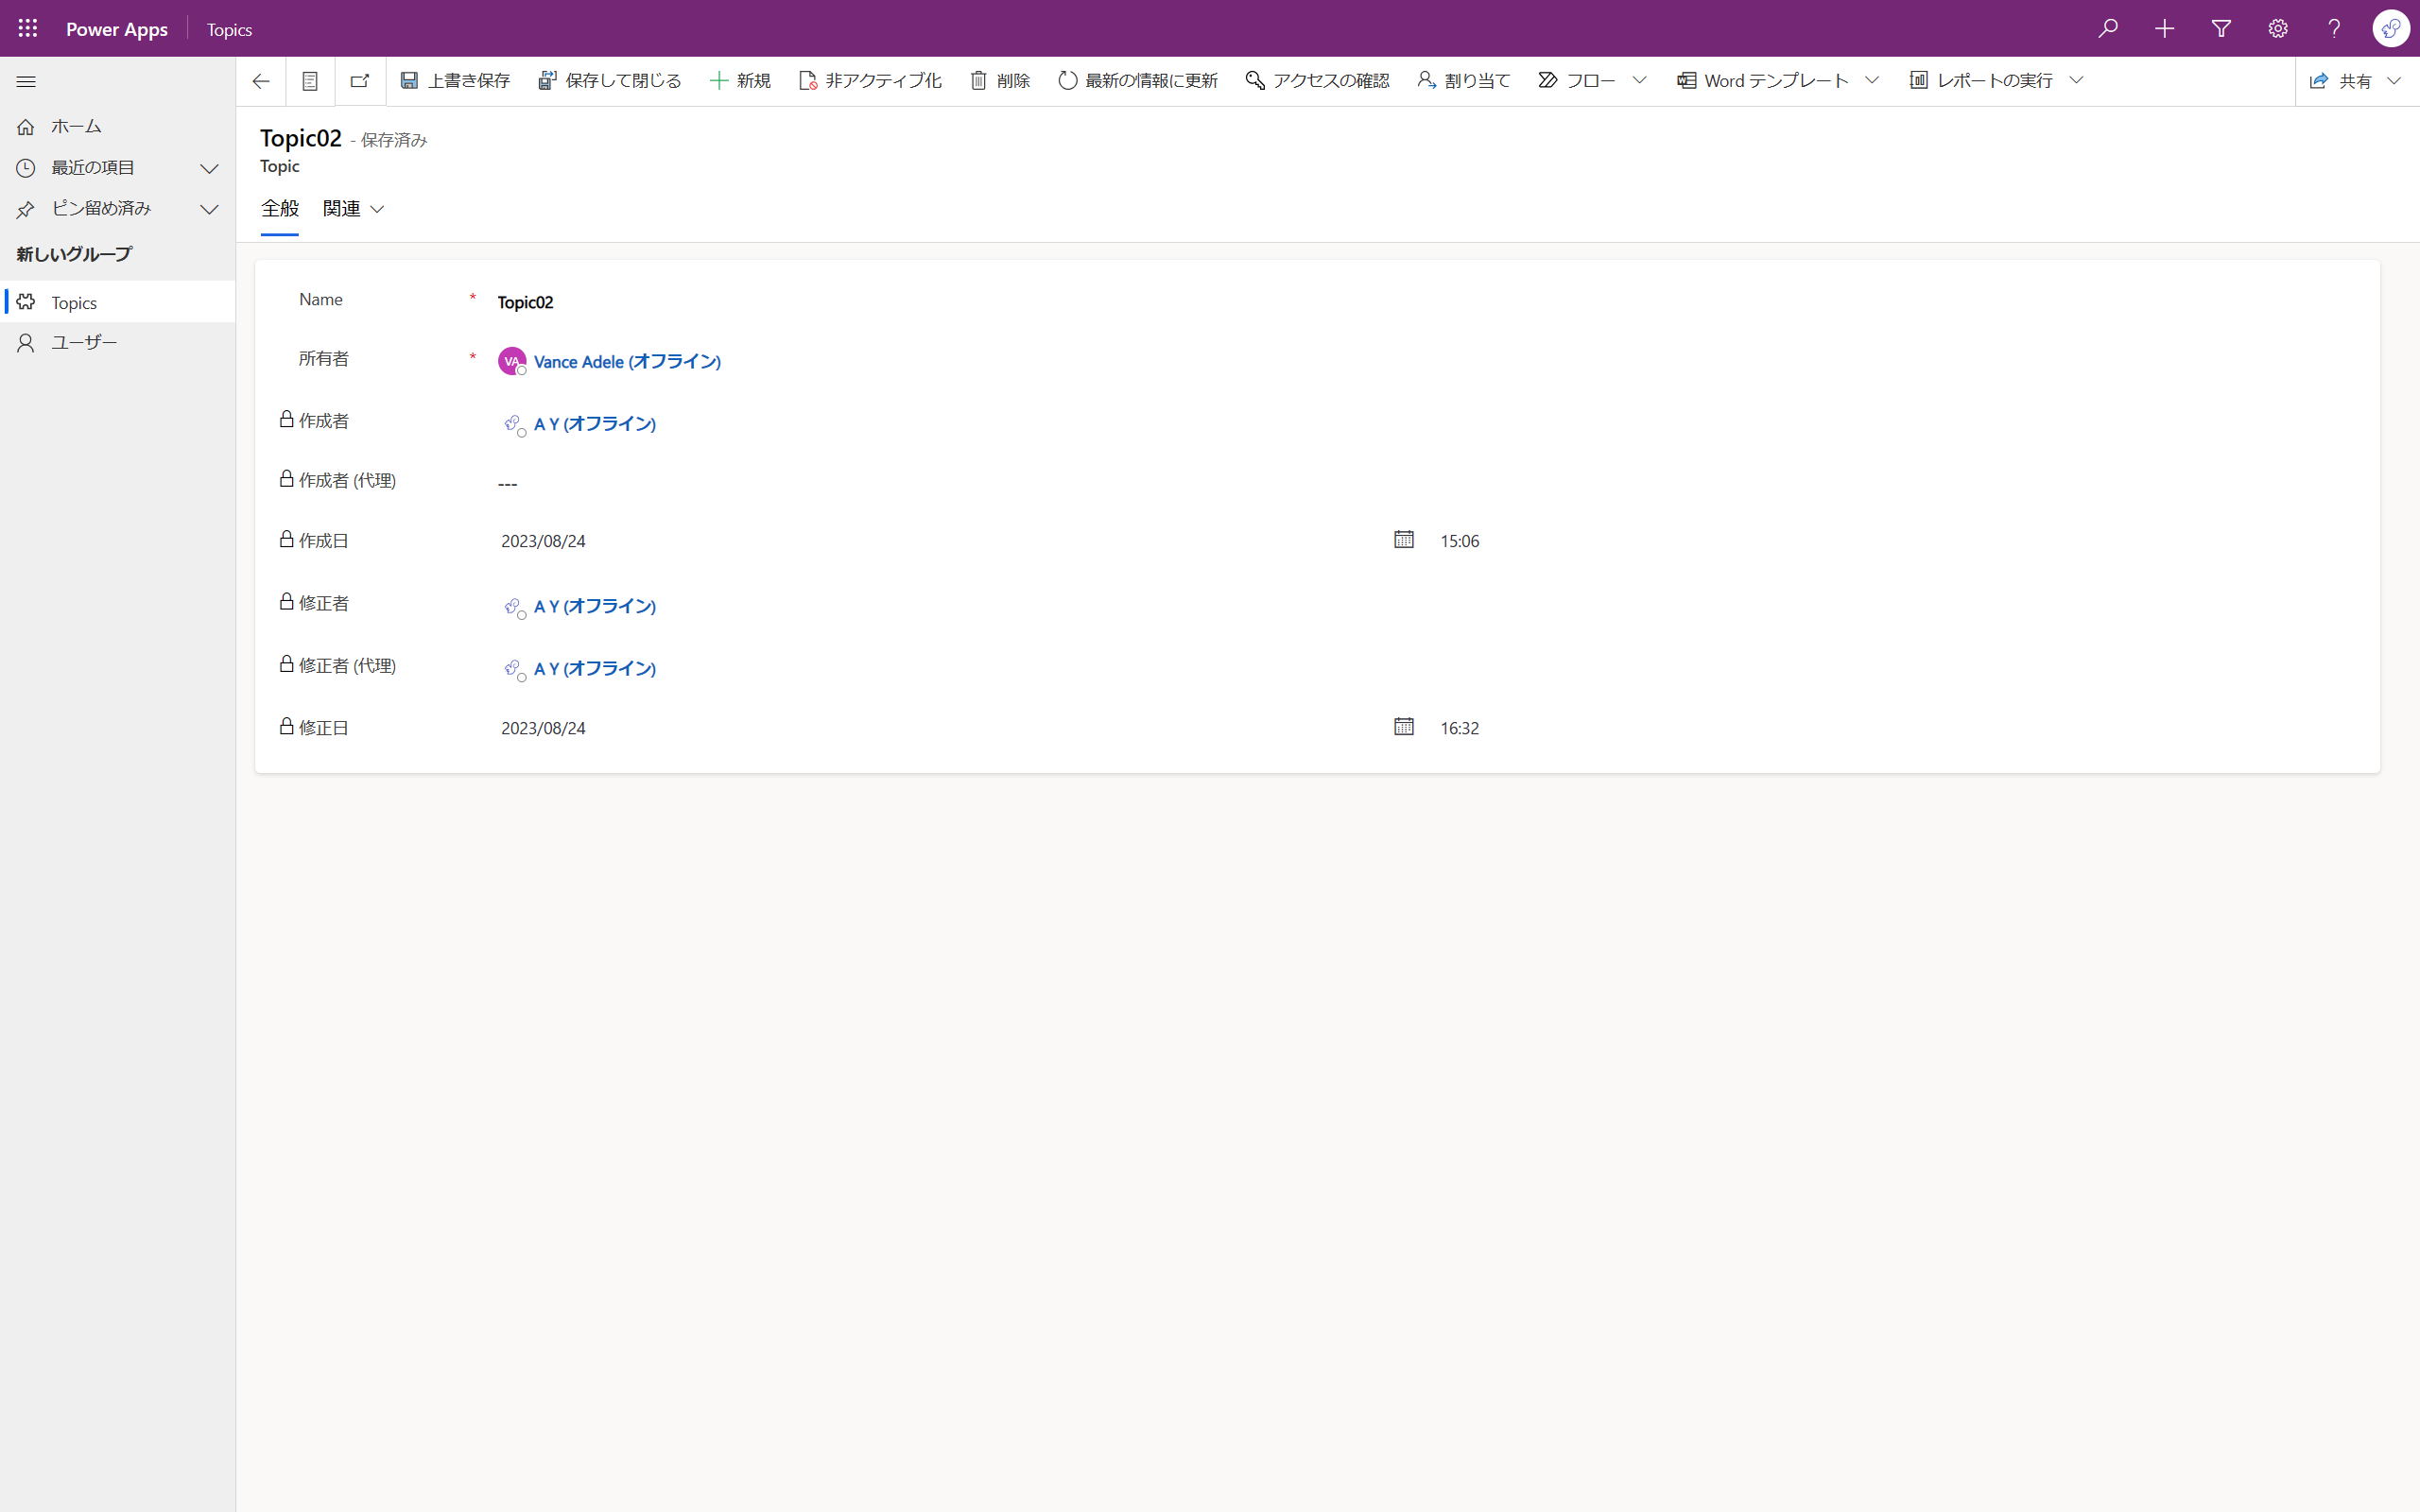 Power Apps Topics
上書き保存 保存して閉じる 新規 非アクティブ化 削除 最新の情報に更新 アクセスの確認 割り当て フロー Word テンプレート レポートの実行 共有
ホーム
最近の項目
ピン留め済み
新しいグループ
Topics
ユーザー
Topic02 - 保存済み
Topic
全般 関連
Name * Topic02
所有者 * VA Vance Adele (オフライン)
作成者 A Y (オフライン)
作成者 (代理) ---
作成日 2023/08/24 15:06
修正者 A Y (オフライン)
修正者 (代理) A Y (オフライン)
修正日 2023/08/24 16:32